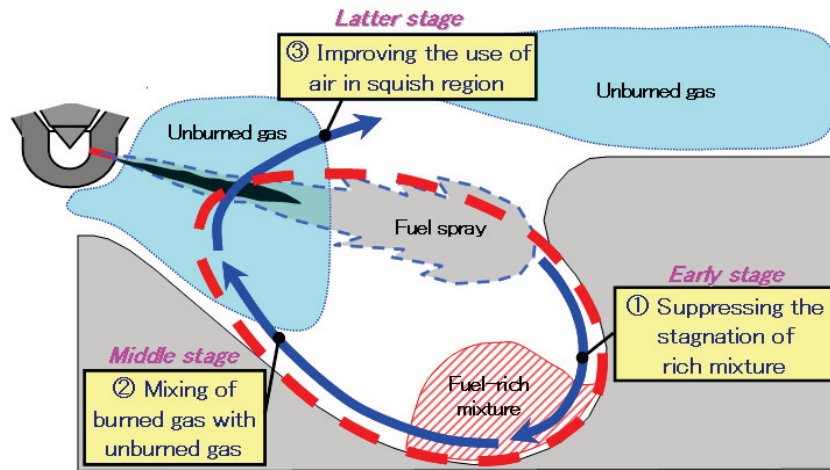 Latter stage
③ Improving the use of
air in squish region
Unburned gas
Unburned gas
Fuel spray
Early stage
① Suppressing the
stagnation of
rich mixture
Middle stage
② Mixing of
burned gas with
unburned gas
Fuel-rich
mixture